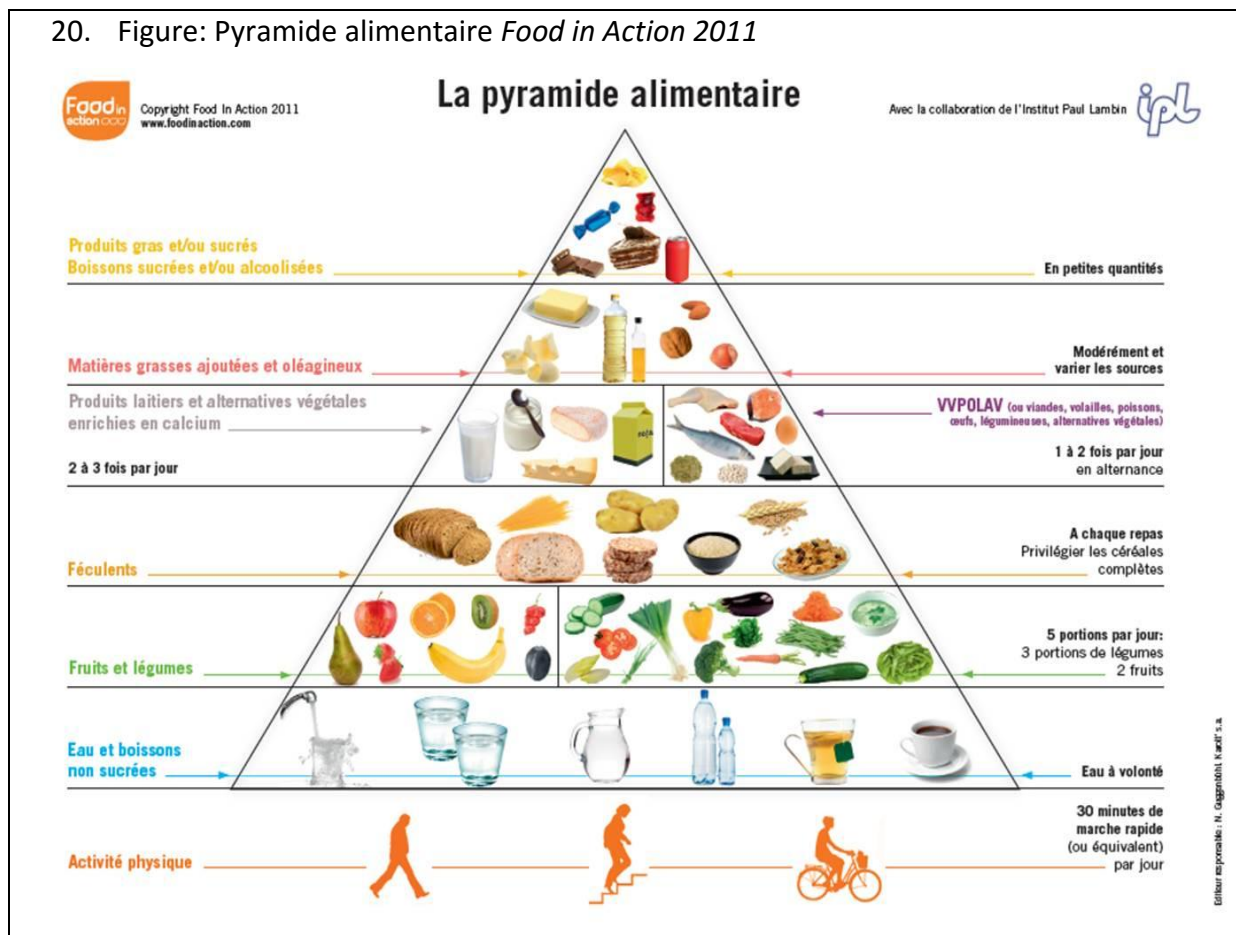 20. Figure: Pyramide alimentaire Food in Action 2011
Food in
action
Copyright Food In Action 2011
www.foodinaction.com
La pyramide alimentaire
Avec la collaboration de l'Institut Paul Lambin
ipl
Produits gras et/ou sucrés
Boissons sucrées et/ou alcoolisées
En petites quantités
Matières grasses ajoutées et oléagineux
Modérément et
varier les sources
Produits laitiers et alternatives végétales
enrichies en calcium
2 à 3 fois par jour
soja
VVPOLAV (ou viandes, volailles, poissons,
œufs, légumineuses, alternatives végétales)
1 à 2 fois par jour
en alternance
Féculents
A chaque repas
Privilégier les céréales
complètes
Fruits et légumes
5 portions par jour:
3 portions de légumes
2 fruits
Eau et boissons
non sucrées
Eau à volonté
Activité physique
30 minutes de
marche rapide
(ou équivalent)
par jour
Editeur responsable : N. Guggenbühl, Karott' s.a.